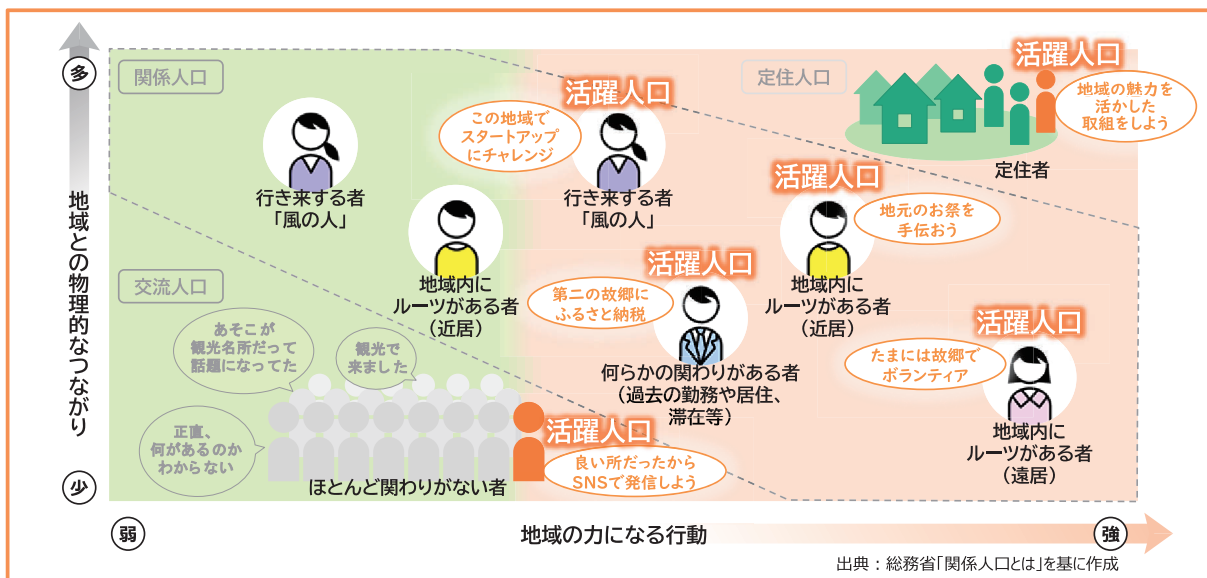 多
関係人口
定住人口
活躍人口
地域の魅力を
活かした
取組をしよう
定住者
活躍人口
この地域で
スタートアップ
にチャレンジ
行き来する者
「風の人」
行き来する者
「風の人」
活躍人口
地元のお祭を
手伝おう
地域内に
ルーツがある者
（近居）
地域内に
ルーツがある者
（近居）
活躍人口
第二の故郷に
ふるさと納税
何らかの関わりがある者
（過去の勤務や居住、
滞在等）
活躍人口
たまには故郷で
ボランティア
地域内に
ルーツがある者
（遠居）
交流人口
あそこが
観光名所だって
話題になってた
観光で
来ました
正直、
何があるのか
わからない
活躍人口
良い所だったから
SNSで発信しよう
ほとんど関わりがない者
地域との物理的なつながり
少
弱
地域の力になる行動
強
出典：総務省「関係人口とは」を基に作成